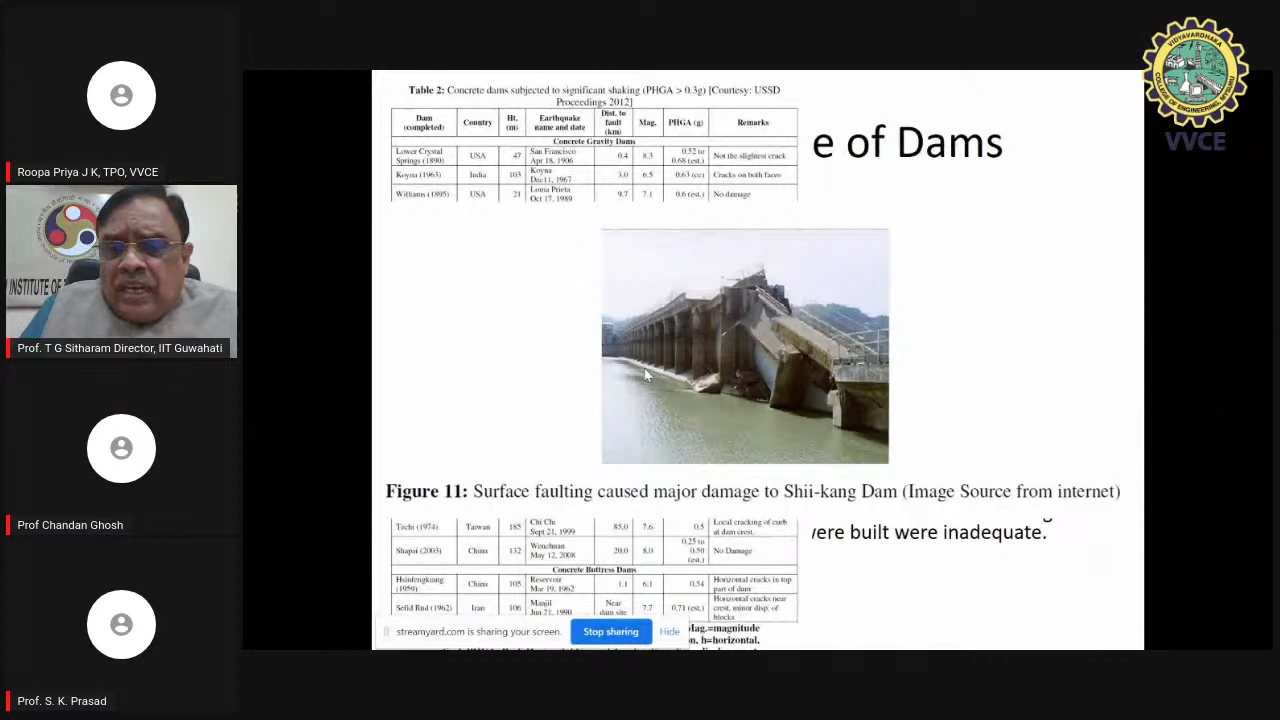 Roopa Priya J K, TPO, VVCE
INSTITUTE OF
Prof. T G Sitharam Director, IIT Guwahati
Prof Chandan Ghosh
Prof. S. K. Prasad
VIDYAVARDHAKA
COLLEGE OF ENGINEERING, MYSURU
VVCE
e of Dams
Table 2: Concrete dams subjected to significant shaking (PHGA > 0.3g) [Courtesy: USSD
Proceedings 2012]
Dam (completed) Country Ht. (m) Earthquake name and date Dist. to fault (km) Mag. PHGA (g) Remarks
Concrete Gravity Dams
Lower Crystal Springs (1890) USA 47 San Francisco Apr 18, 1906 0.4 8.3 0.52 to 0.68 (est.) Not the slightest crack
Koyna (1963) India 103 Koyna Dec11, 1967 3.0 6.5 0.63 (cc) Cracks on both faces
Williams (1895) USA 21 Loma Prieta Oct 17, 1989 9.7 7.1 0.6 (est.) No damage
Figure 11: Surface faulting caused major damage to Shii-kang Dam (Image Source from internet)
Techi (1974) Taiwan 185 Chi Chi Sept 21, 1999 85.0 7.6 0.5 Local cracking of curb at dam crest.
Shapai (2003) China 132 Wenchuan May 12, 2008 20.0 8.0 0.25 to 0.50 (est.) No Damage
Concrete Buttress Dams
Hsinfengkiang (1959) China 105 Reservoir Mar 19, 1962 1.1 6.1 0.54 Horizontal cracks in top part of dam
Sefid Rud (1962) Iran 106 Manjil Jun 21, 1990 Near dam site 7.7 0.71 (est.) Horizontal cracks near crest, minor disp. of blocks
were built were inadequate.
Mag.=magnitude
n, h=horizontal,
streamyard.com is sharing your screen.
Stop sharing
Hide